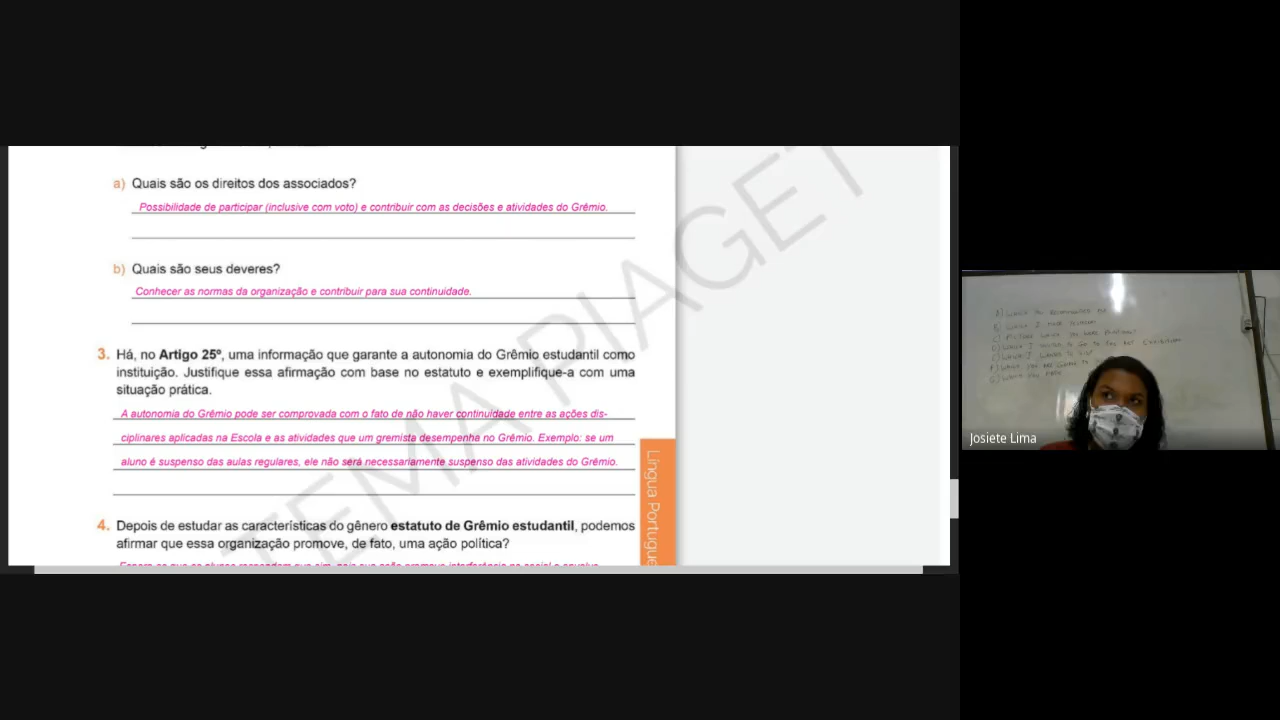 a) Quais são os direitos dos associados?
Possibilidade de participar (inclusive com voto) e contribuir com as decisões e atividades do Grêmio.
b) Quais são seus deveres?
Conhecer as normas da organização e contribuir para sua continuidade.
3. Há, no Artigo 25º, uma informação que garante a autonomia do Grêmio estudantil como
instituição. Justifique essa afirmação com base no estatuto e exemplifique-a com uma
situação prática.
A autonomia do Grêmio pode ser comprovada com o fato de não haver continuidade entre as ações dis-
ciplinares aplicadas na Escola e as atividades que um gremista desempenha no Grêmio. Exemplo: se um
aluno é suspenso das aulas regulares, ele não será necessariamente suspenso das atividades do Grêmio.
4. Depois de estudar as características do gênero estatuto de Grêmio estudantil, podemos
afirmar que essa organização promove, de fato, uma ação política?
TEMA PIAGET
Língua Portugue
Josiete Lima